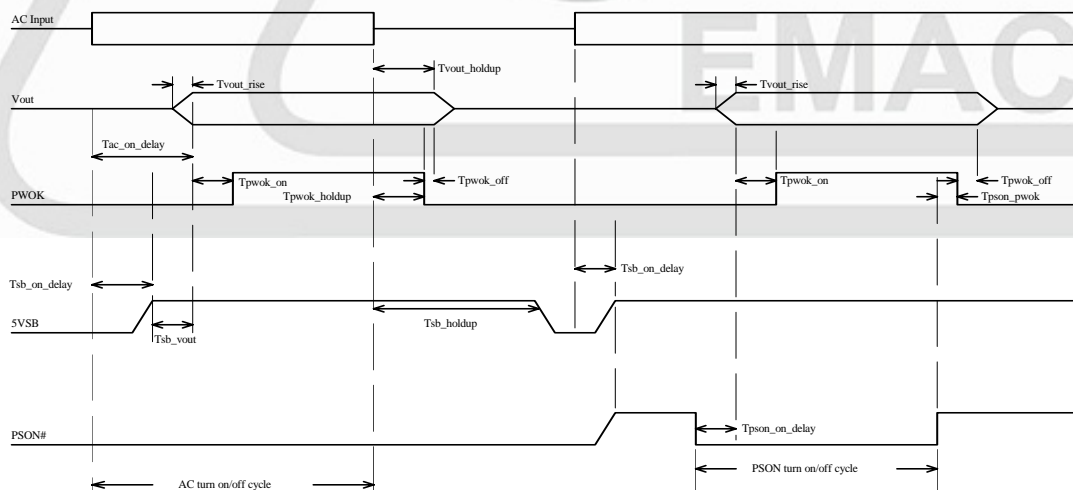 AC Input
EMAC
Tvout_holdup
Tvout_rise
Tvout_rise
Vout
Tac_on_delay
Tpwok_on
Tpwok_off
Tpwok_on
Tpwok_off
PWOK
Tpwok_holdup
Tpson_pwok
Tsb_on_delay
Tsb_on_delay
5VSB
Tsb_vout
Tsb_holdup
PSON#
Tpson_on_delay
AC turn on/off cycle
PSON turn on/off cycle